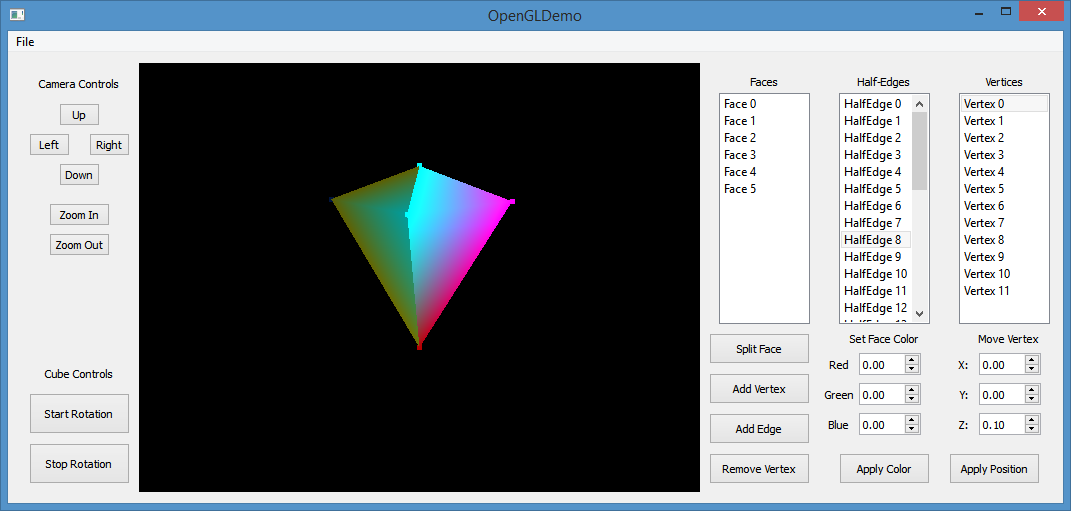 OpenGLDemo
File
Camera Controls
Up
Left Right
Down
Zoom In
Zoom Out
Cube Controls
Start Rotation
Stop Rotation
Faces
Face 0
Face 1
Face 2
Face 3
Face 4
Face 5
Split Face
Add Vertex
Add Edge
Remove Vertex
Half-Edges
HalfEdge 0
HalfEdge 1
HalfEdge 2
HalfEdge 3
HalfEdge 4
HalfEdge 5
HalfEdge 6
HalfEdge 7
HalfEdge 8
HalfEdge 9
HalfEdge 10
HalfEdge 11
HalfEdge 12
Set Face Color
Red 0.00
Green 0.00
Blue 0.00
Apply Color
Vertices
Vertex 0
Vertex 1
Vertex 2
Vertex 3
Vertex 4
Vertex 5
Vertex 6
Vertex 7
Vertex 8
Vertex 9
Vertex 10
Vertex 11
Move Vertex
X: 0.00
Y: 0.00
Z: 0.10
Apply Position